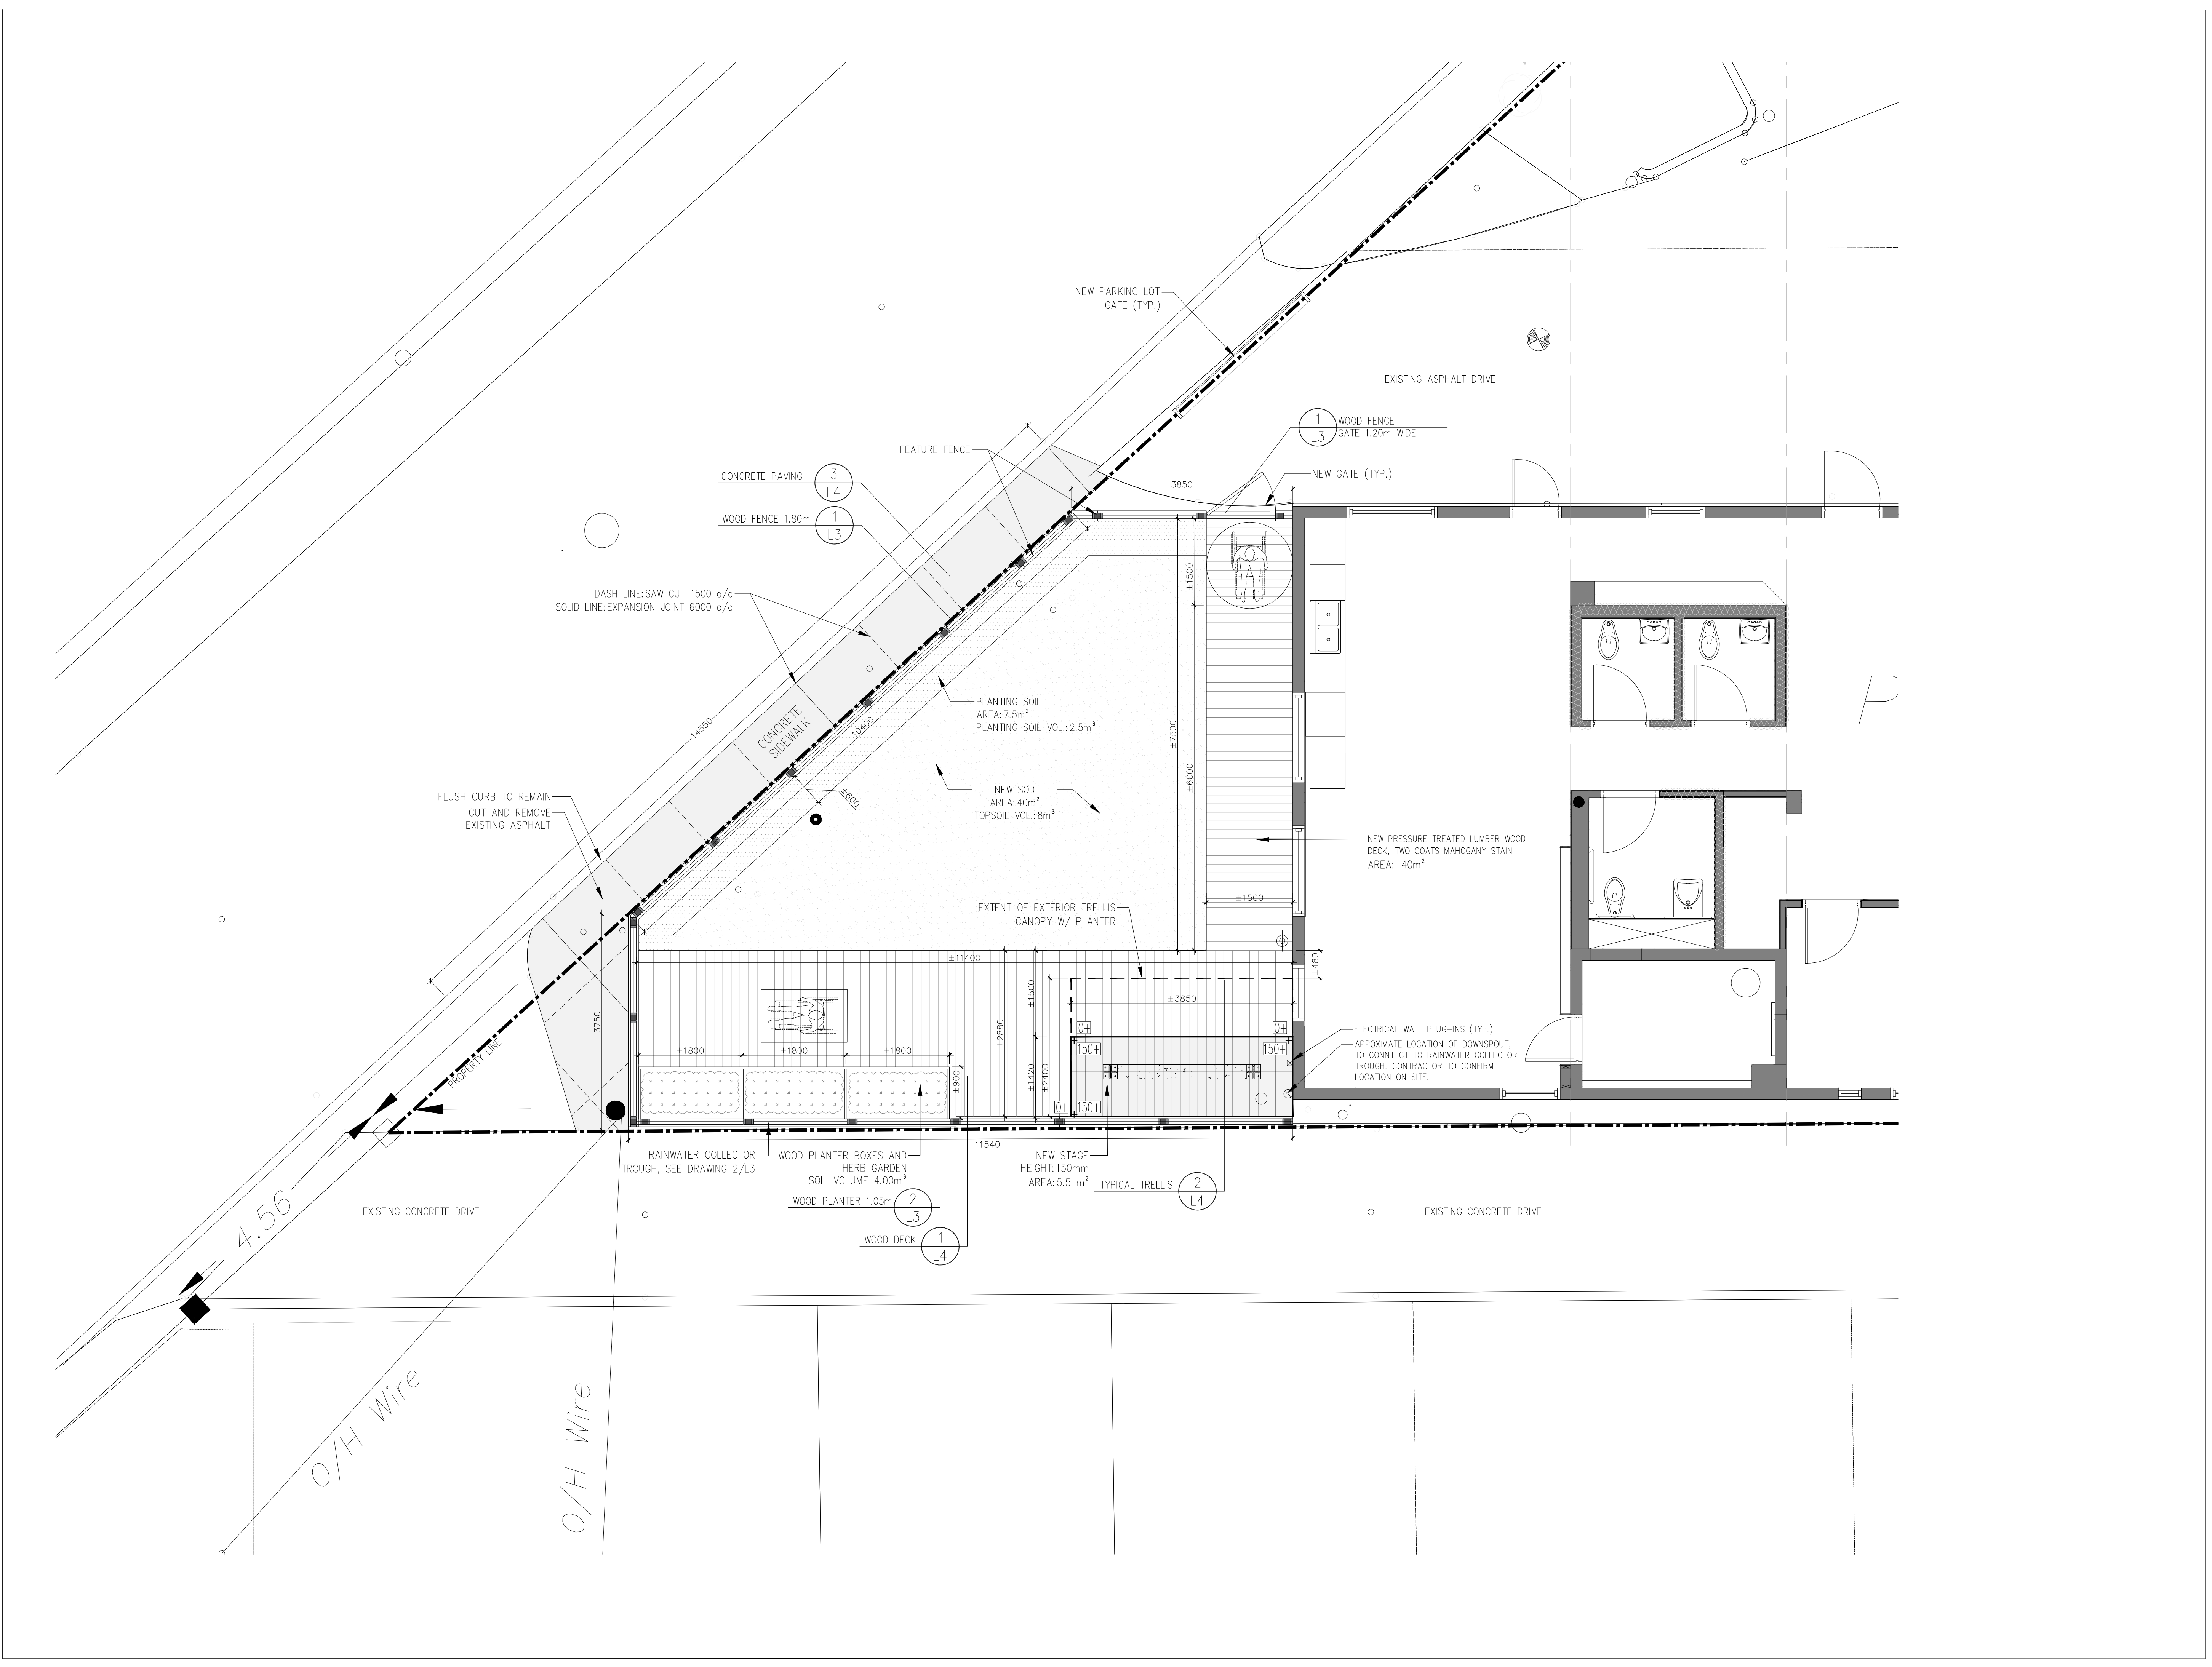 NEW PARKING LOT
GATE (TYP.)
EXISTING ASPHALT DRIVE
1
L3
WOOD FENCE
GATE 1.20m WIDE
FEATURE FENCE
NEW GATE (TYP.)
CONCRETE PAVING
3
L4
3850
WOOD FENCE 1.80m
1
L3
±1500
DASH LINE:SAW CUT 1500 o/c
SOLID LINE:EXPANSION JOINT 6000 o/c
PLANTING SOIL
AREA:7.5m²
PLANTING SOIL VOL.:2.5m³
14550
CONCRETE
SIDEWALK
10400
±7500
±6000
±600
NEW SOD
AREA:40m²
TOPSOIL VOL.:8m³
FLUSH CURB TO REMAIN
CUT AND REMOVE
EXISTING ASPHALT
NEW PRESSURE TREATED LUMBER WOOD
DECK, TWO COATS MAHOGANY STAIN
AREA: 40m²
±1500
EXTENT OF EXTERIOR TRELLIS
CANOPY W/ PLANTER
±11400
±480
±1500
±3850
3750
±2880
0+
0+
ELECTRICAL WALL PLUG-INS (TYP.)
APPOXIMATE LOCATION OF DOWNSPOUT,
TO CONNTECT TO RAINWATER COLLECTOR
TROUGH. CONTRACTOR TO CONFIRM
LOCATION ON SITE.
PROPERTY LINE
±1800
±1800
±1800
150+
150+
±900
±1420
±2400
0+
150+
11540
RAINWATER COLLECTOR
TROUGH, SEE DRAWING 2/L3
WOOD PLANTER BOXES AND
HERB GARDEN
SOIL VOLUME 4.00m³
NEW STAGE
HEIGHT:150mm
AREA:5.5 m²
TYPICAL TRELLIS
2
L4
WOOD PLANTER 1.05m
2
L3
WOOD DECK
1
L4
4.56
EXISTING CONCRETE DRIVE
EXISTING CONCRETE DRIVE
O/H Wire
O/H Wire